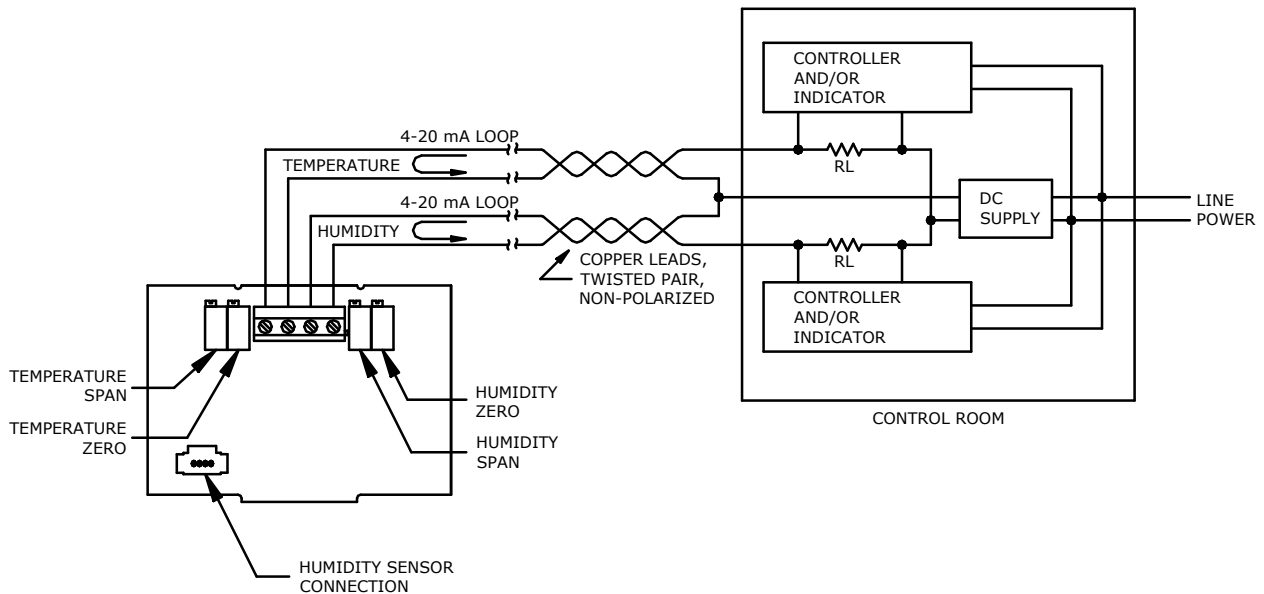 CONTROLLER
AND/OR
INDICATOR
4-20 mA LOOP
TEMPERATURE
RL
4-20 mA LOOP
HUMIDITY
DC
SUPPLY
LINE
POWER
RL
COPPER LEADS,
TWISTED PAIR,
NON-POLARIZED
CONTROLLER
AND/OR
INDICATOR
CONTROL ROOM
TEMPERATURE
SPAN
TEMPERATURE
ZERO
HUMIDITY
ZERO
HUMIDITY
SPAN
HUMIDITY SENSOR
CONNECTION